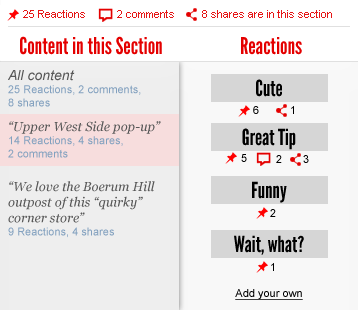 25 Reactions 2 comments 8 shares are in this section
Content in this Section
All content
25 Reactions, 2 comments,
8 shares
“Upper West Side pop-up”
14 Reactions, 4 shares,
2 comments
“We love the Boerum Hill
outpost of this “quirky”
corner store”
9 Reactions, 4 shares
Reactions
Cute
6 1
Great Tip
5 2 3
Funny
2
Wait, what?
1
Add your own